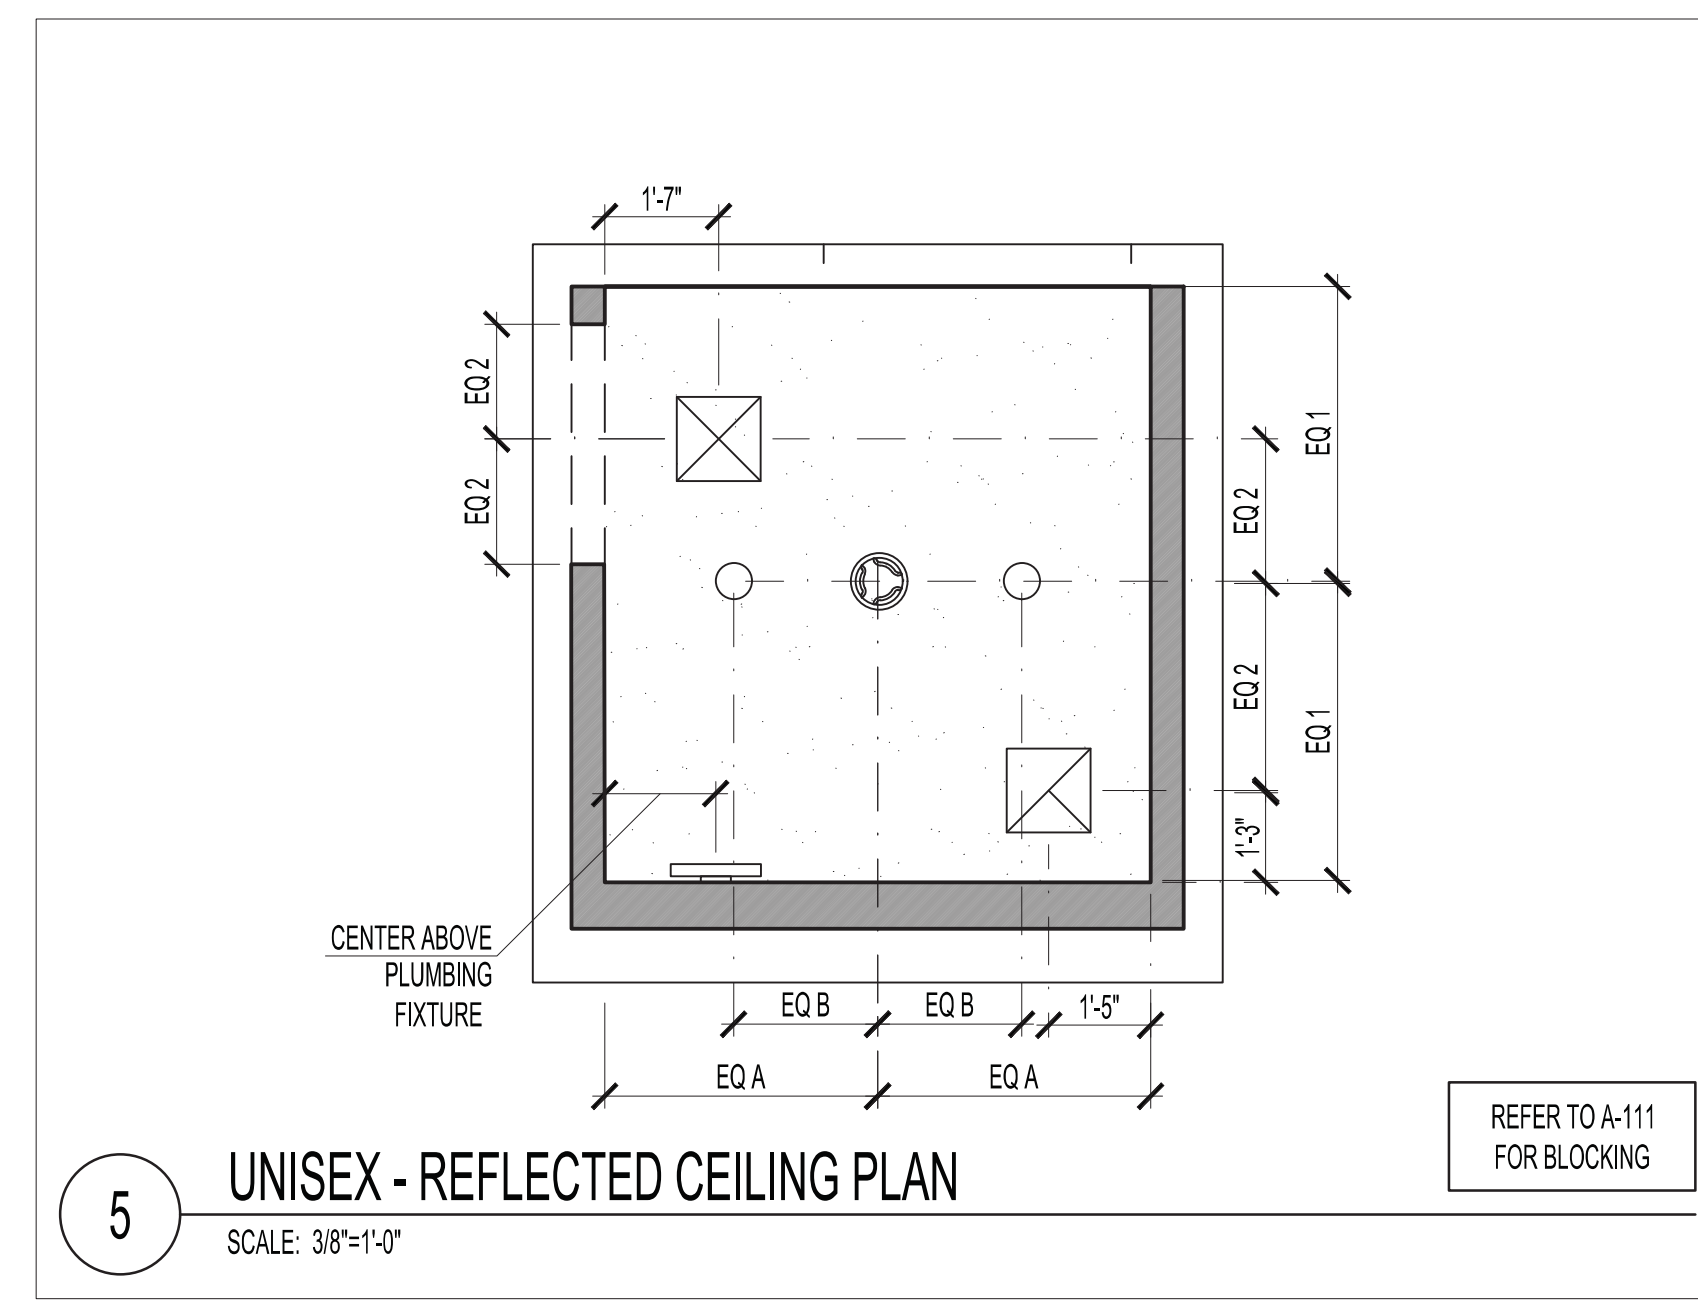 1'-7"
EQ 2
EQ 2
EQ 1
EQ 2
EQ 2
EQ 1
1'-3"
CENTER ABOVE
PLUMBING
FIXTURE
EQ B
EQ B
1'-5"
EQ A
EQ A
REFER TO A-111
FOR BLOCKING
5
UNISEX - REFLECTED CEILING PLAN
SCALE: 3/8"=1'-0"